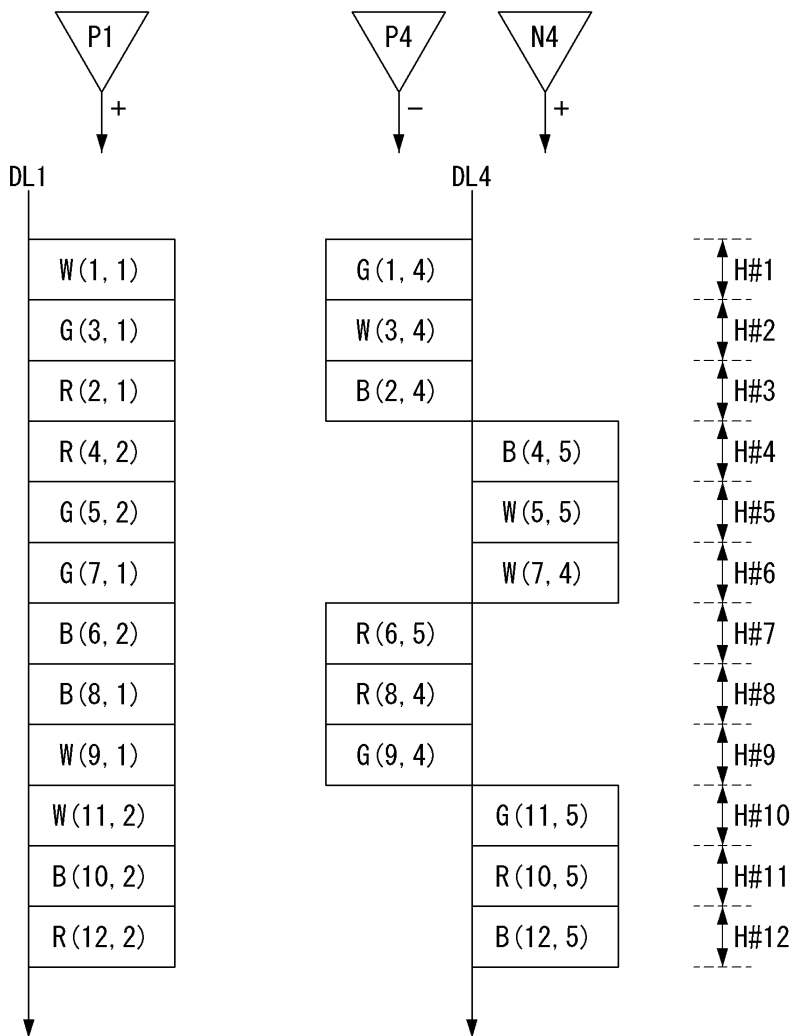 P1 P4 N4
+ − +
DL1 DL4
W(1, 1) G(1, 4) H#1
G(3, 1) W(3, 4) H#2
R(2, 1) B(2, 4) H#3
R(4, 2) B(4, 5) H#4
G(5, 2) W(5, 5) H#5
G(7, 1) W(7, 4) H#6
B(6, 2) R(6, 5) H#7
B(8, 1) R(8, 4) H#8
W(9, 1) G(9, 4) H#9
W(11, 2) G(11, 5) H#10
B(10, 2) R(10, 5) H#11
R(12, 2) B(12, 5) H#12